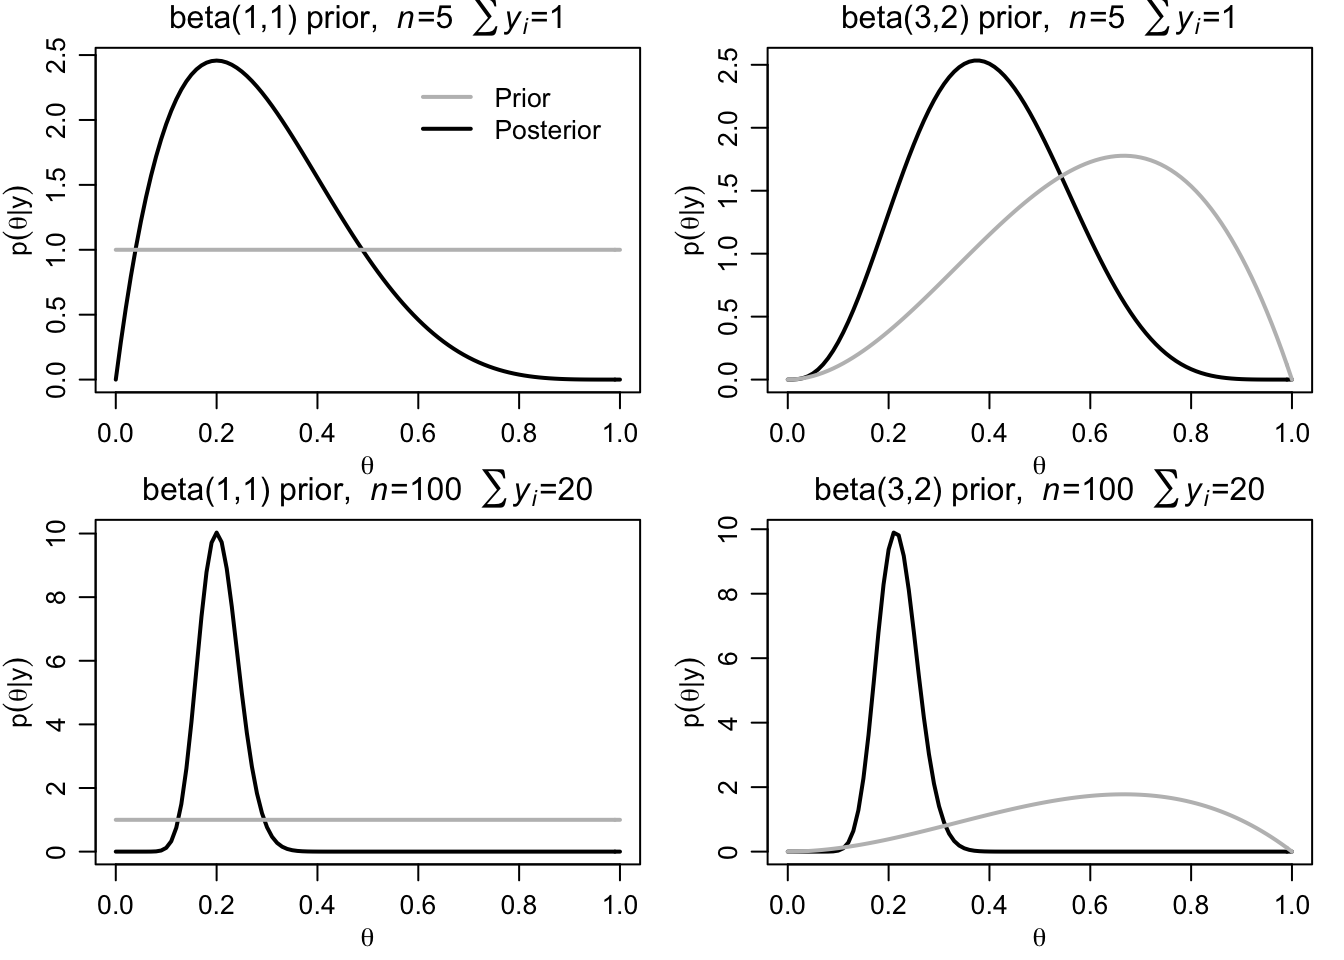 beta(1,1) prior, n=5 ∑yᵢ=1
p(θ|y)
2.5
2.0
1.5
1.0
0.5
0.0
Prior
Posterior
0.0 0.2 0.4 0.6 0.8 1.0
θ
beta(3,2) prior, n=5 ∑yᵢ=1
p(θ|y)
2.5
2.0
1.5
1.0
0.5
0.0
0.0 0.2 0.4 0.6 0.8 1.0
θ
beta(1,1) prior, n=100 ∑yᵢ=20
p(θ|y)
10
8
6
4
2
0
0.0 0.2 0.4 0.6 0.8 1.0
θ
beta(3,2) prior, n=100 ∑yᵢ=20
p(θ|y)
10
8
6
4
2
0
0.0 0.2 0.4 0.6 0.8 1.0
θ